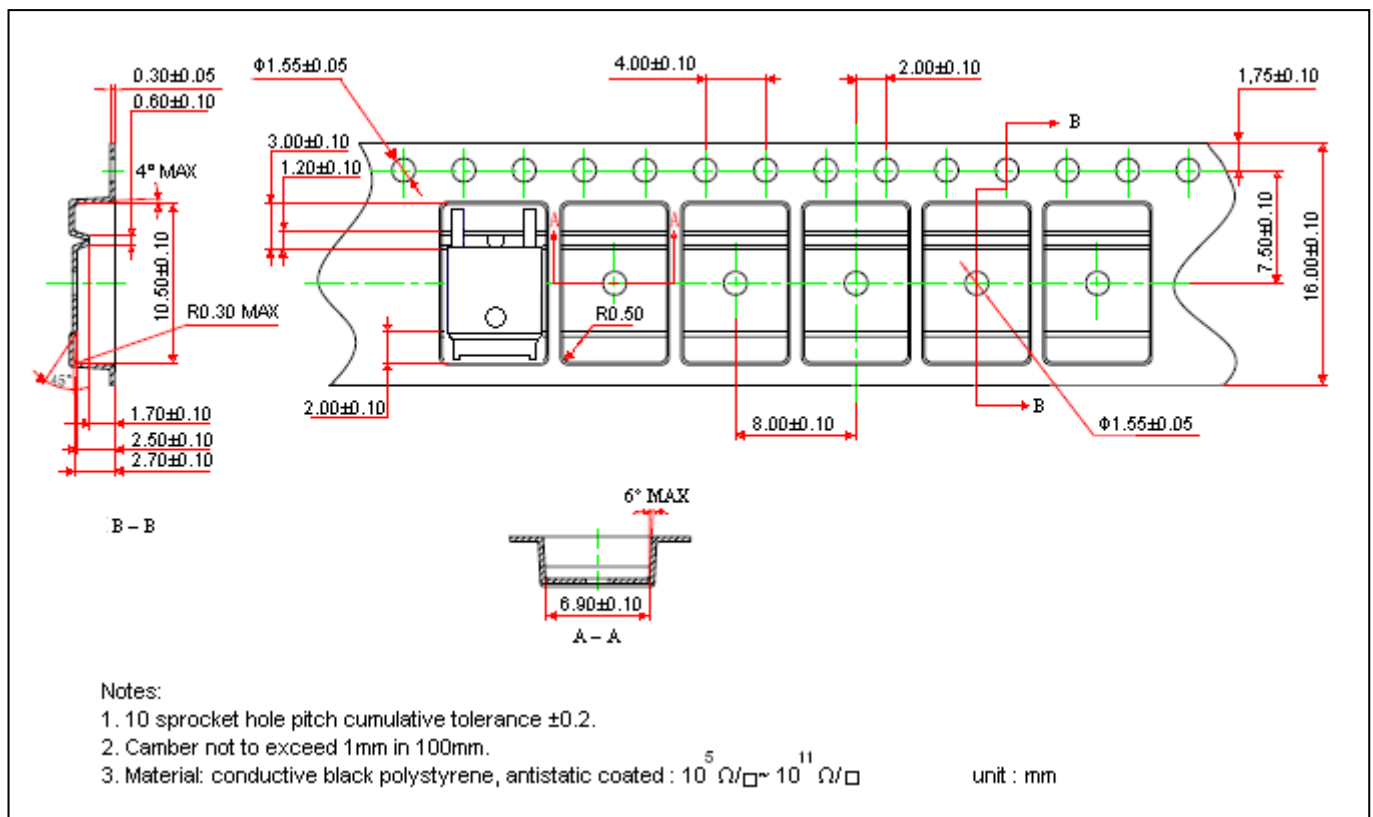 0.30±0.05
0.60±0.10
Φ1.55±0.05
4.00±0.10
2.00±0.10
1,75±0.10
B
3.00±0.10
1.20±0.10
4° MAX
A
A
10.50±0.10
7.50±0.10
16.00±0.10
R0.30 MAX
R0.50
45°
1.70±0.10
2.00±0.10
B
2.50±0.10
8.00±0.10
Φ1.55±0.05
2.70±0.10
B – B
6° MAX
6.90±0.10
A – A
Notes:
1. 10 sprocket hole pitch cumulative tolerance ±0.2.
2. Camber not to exceed 1mm in 100mm.
3. Material: conductive black polystyrene, antistatic coated : 10⁵ Ω/□~ 10¹¹ Ω/□ unit : mm